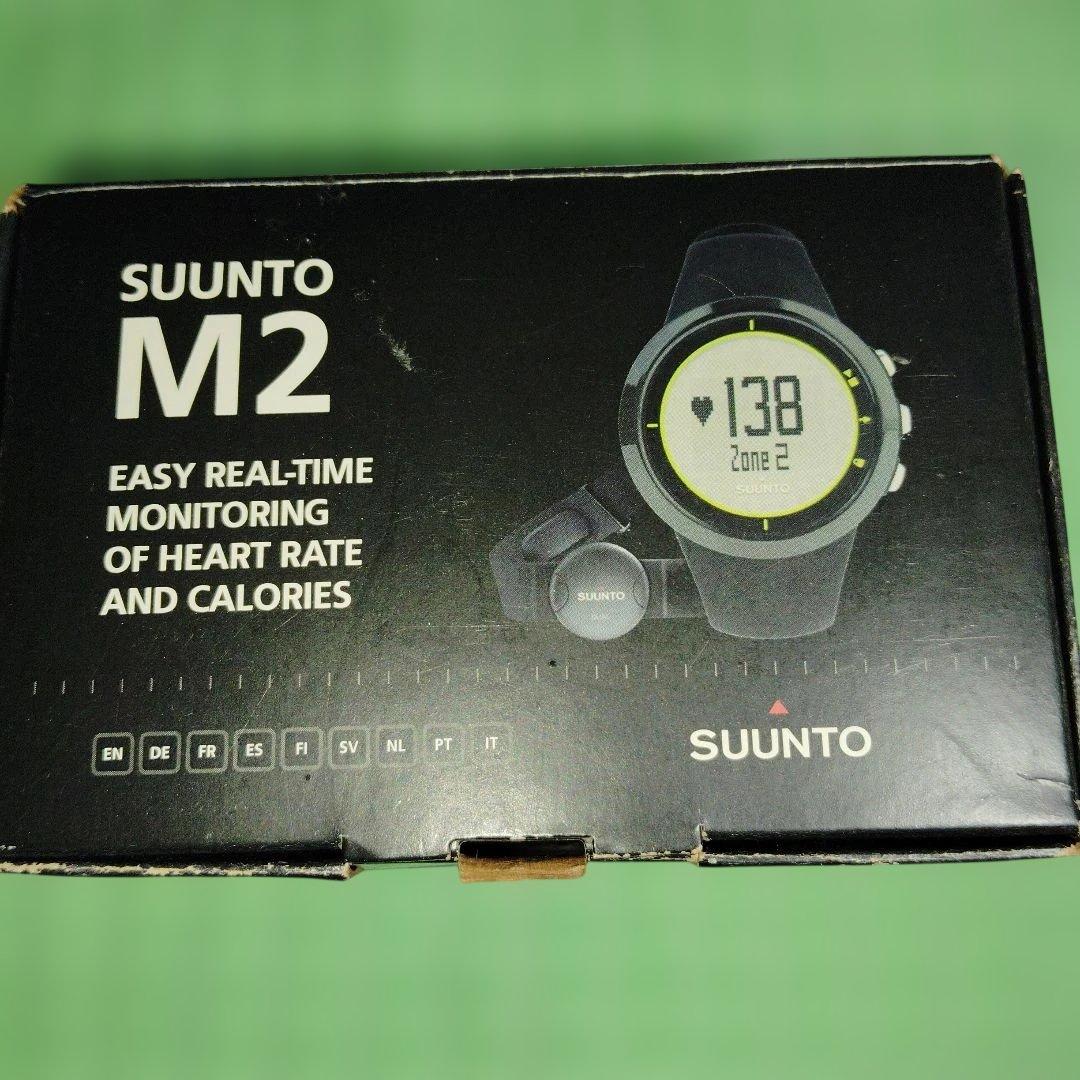 SUUNTO
M2
EASY REAL-TIME
MONITORING
OF HEART RATE
AND CALORIES
138
Zone 2
SUUNTO
SUUNTO
EN DE FR ES FI SV NL PT IT
SUUNTO